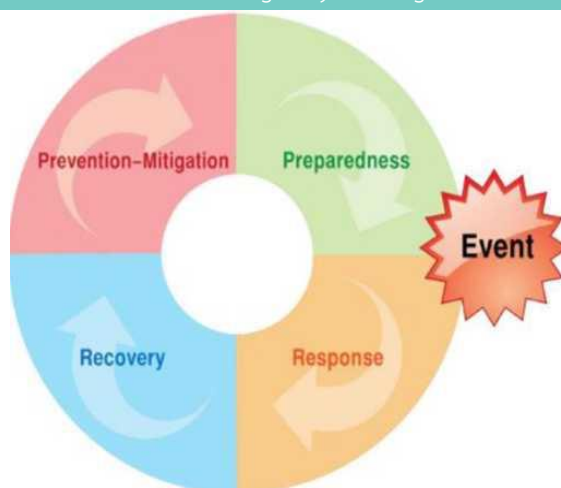 Prevention–Mitigation
Preparedness
Event
Recovery
Response